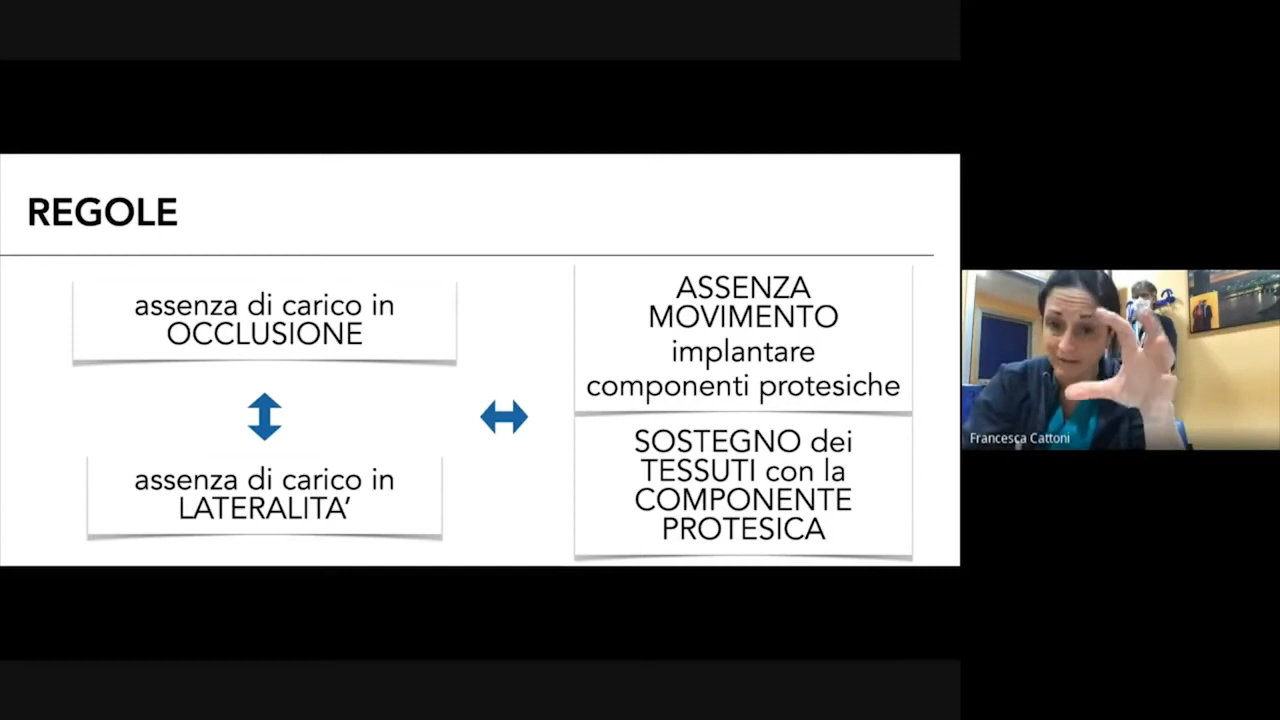 REGOLE
assenza di carico in
OCCLUSIONE
assenza di carico in
LATERALITA’
ASSENZA
MOVIMENTO
implantare
componenti protesiche
SOSTEGNO dei
TESSUTI con la
COMPONENTE
PROTESICA
Francesca Cattoni